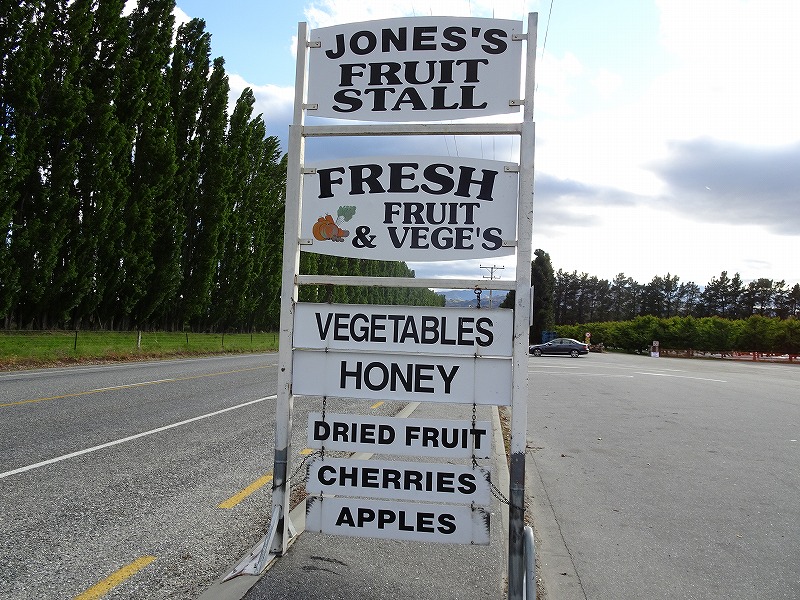 JONES'S
FRUIT
STALL
FRESH
FRUIT
& VEGE'S
VEGETABLES
HONEY
DRIED FRUIT
CHERRIES
APPLES